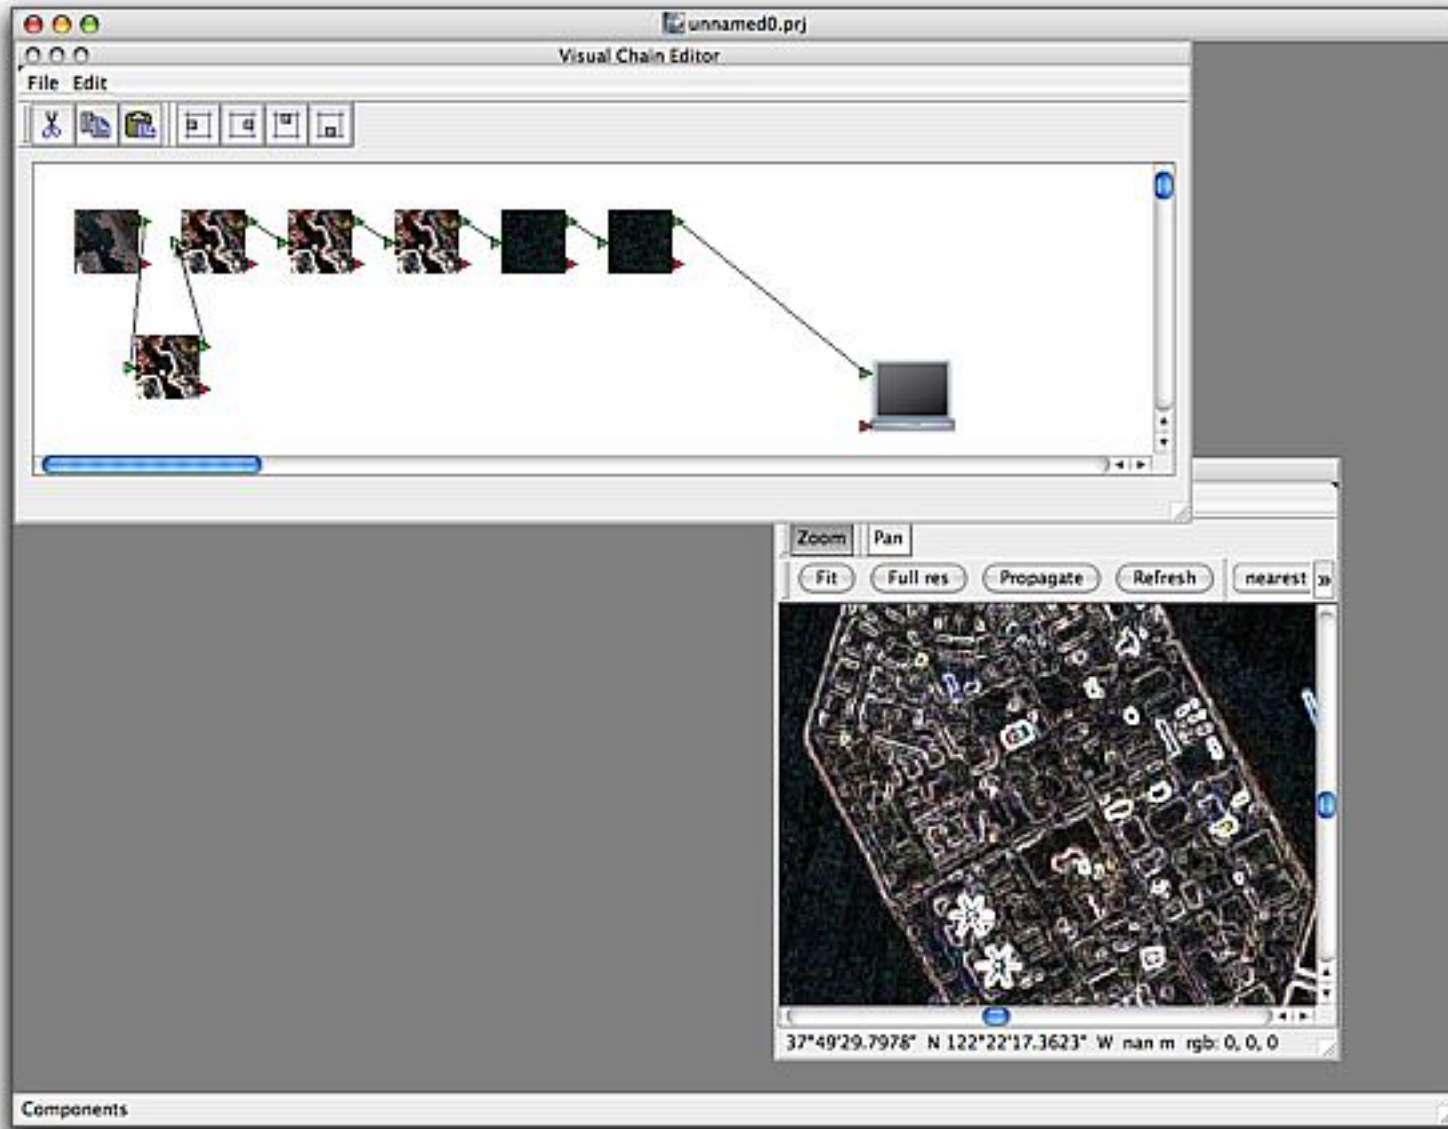 unnamed0.prj
Visual Chain Editor
File Edit
Zoom Pan
Fit Full res Propagate Refresh nearest »
37°49'29.7978" N 122°22'17.3623" W nan m rgb: 0, 0, 0
Components